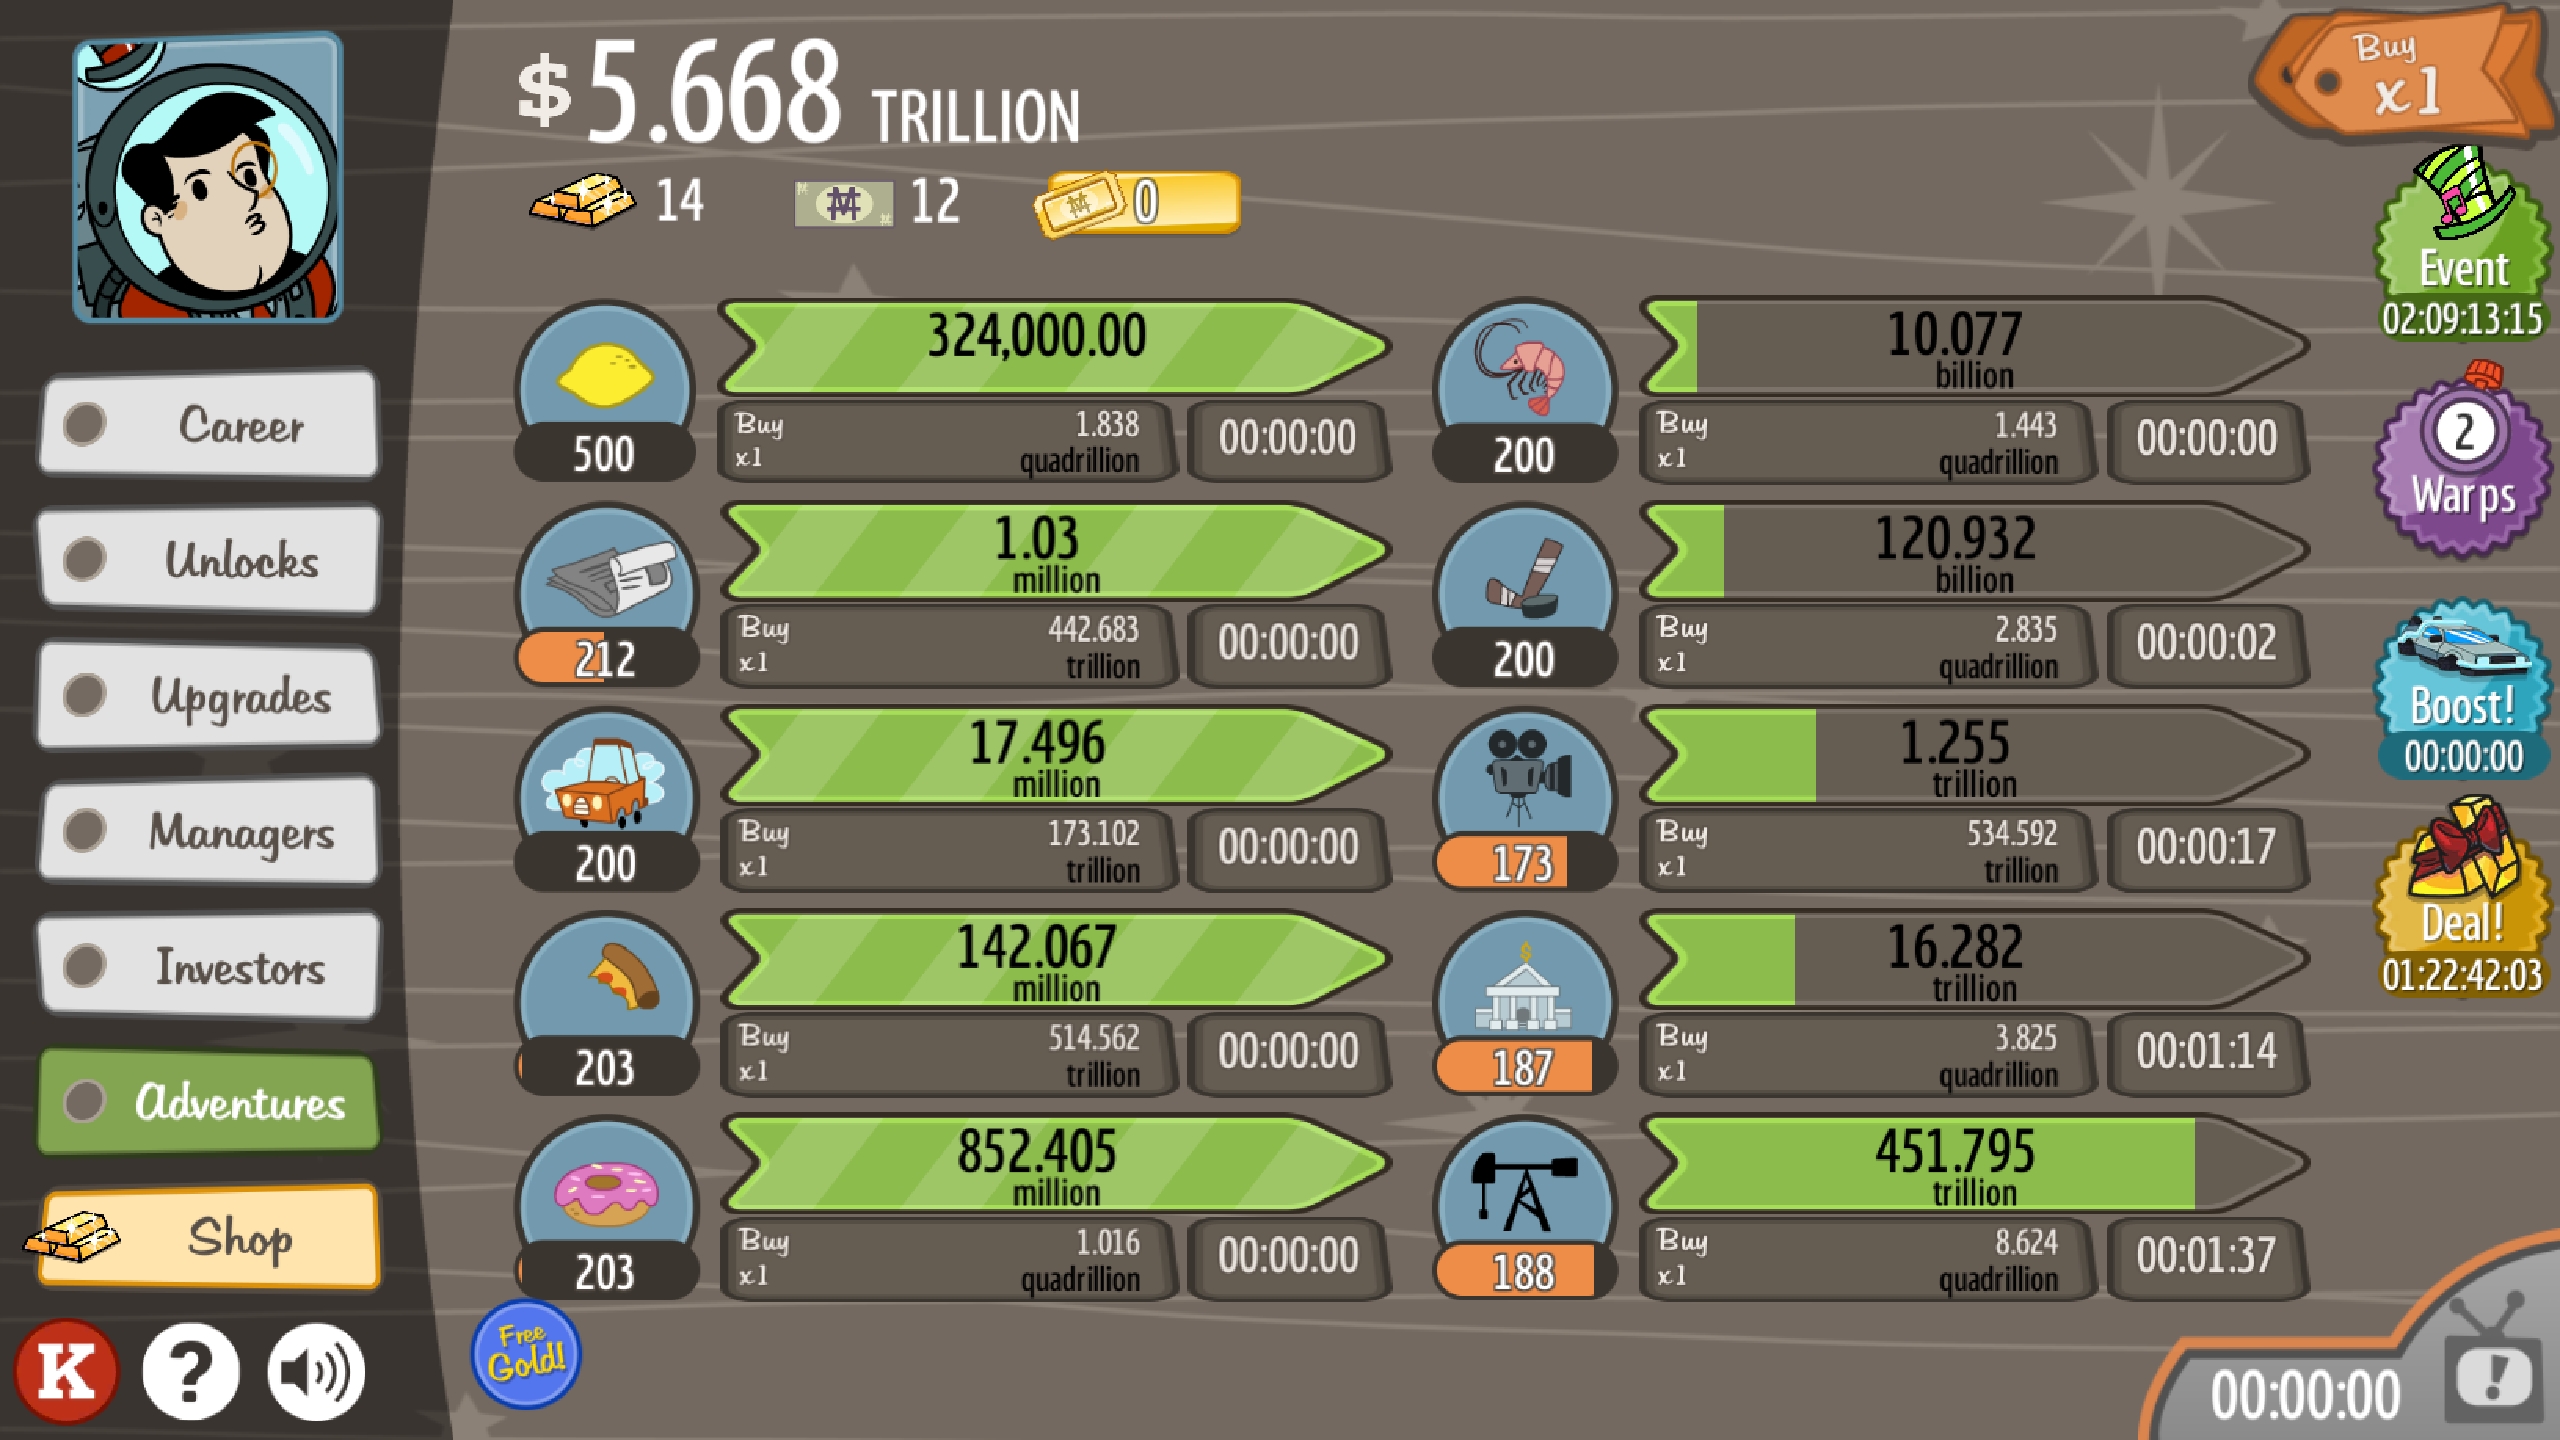 $5.668 TRILLION
14 12 0
Buy
x1
Event
02:09:13:15
2
Warps
Boost!
00:00:00
Deal!
01:22:42:03
Career
Unlocks
Upgrades
Managers
Investors
Adventures
Shop
K ?
324,000.00
500
Buy
x1
1.838
quadrillion
00:00:00
1.03
million
212
Buy
x1
442.683
trillion
00:00:00
17.496
million
200
Buy
x1
173.102
trillion
00:00:00
142.067
million
203
Buy
x1
514.562
trillion
00:00:00
852.405
million
203
Buy
x1
1.016
quadrillion
00:00:00
10.077
billion
200
Buy
x1
1.443
quadrillion
00:00:00
120.932
billion
200
Buy
x1
2.835
quadrillion
00:00:02
1.255
trillion
173
Buy
x1
534.592
trillion
00:00:17
16.282
trillion
187
Buy
x1
3.825
quadrillion
00:01:14
451.795
trillion
188
Buy
x1
8.624
quadrillion
00:01:37
Free
Gold!
00:00:00
!